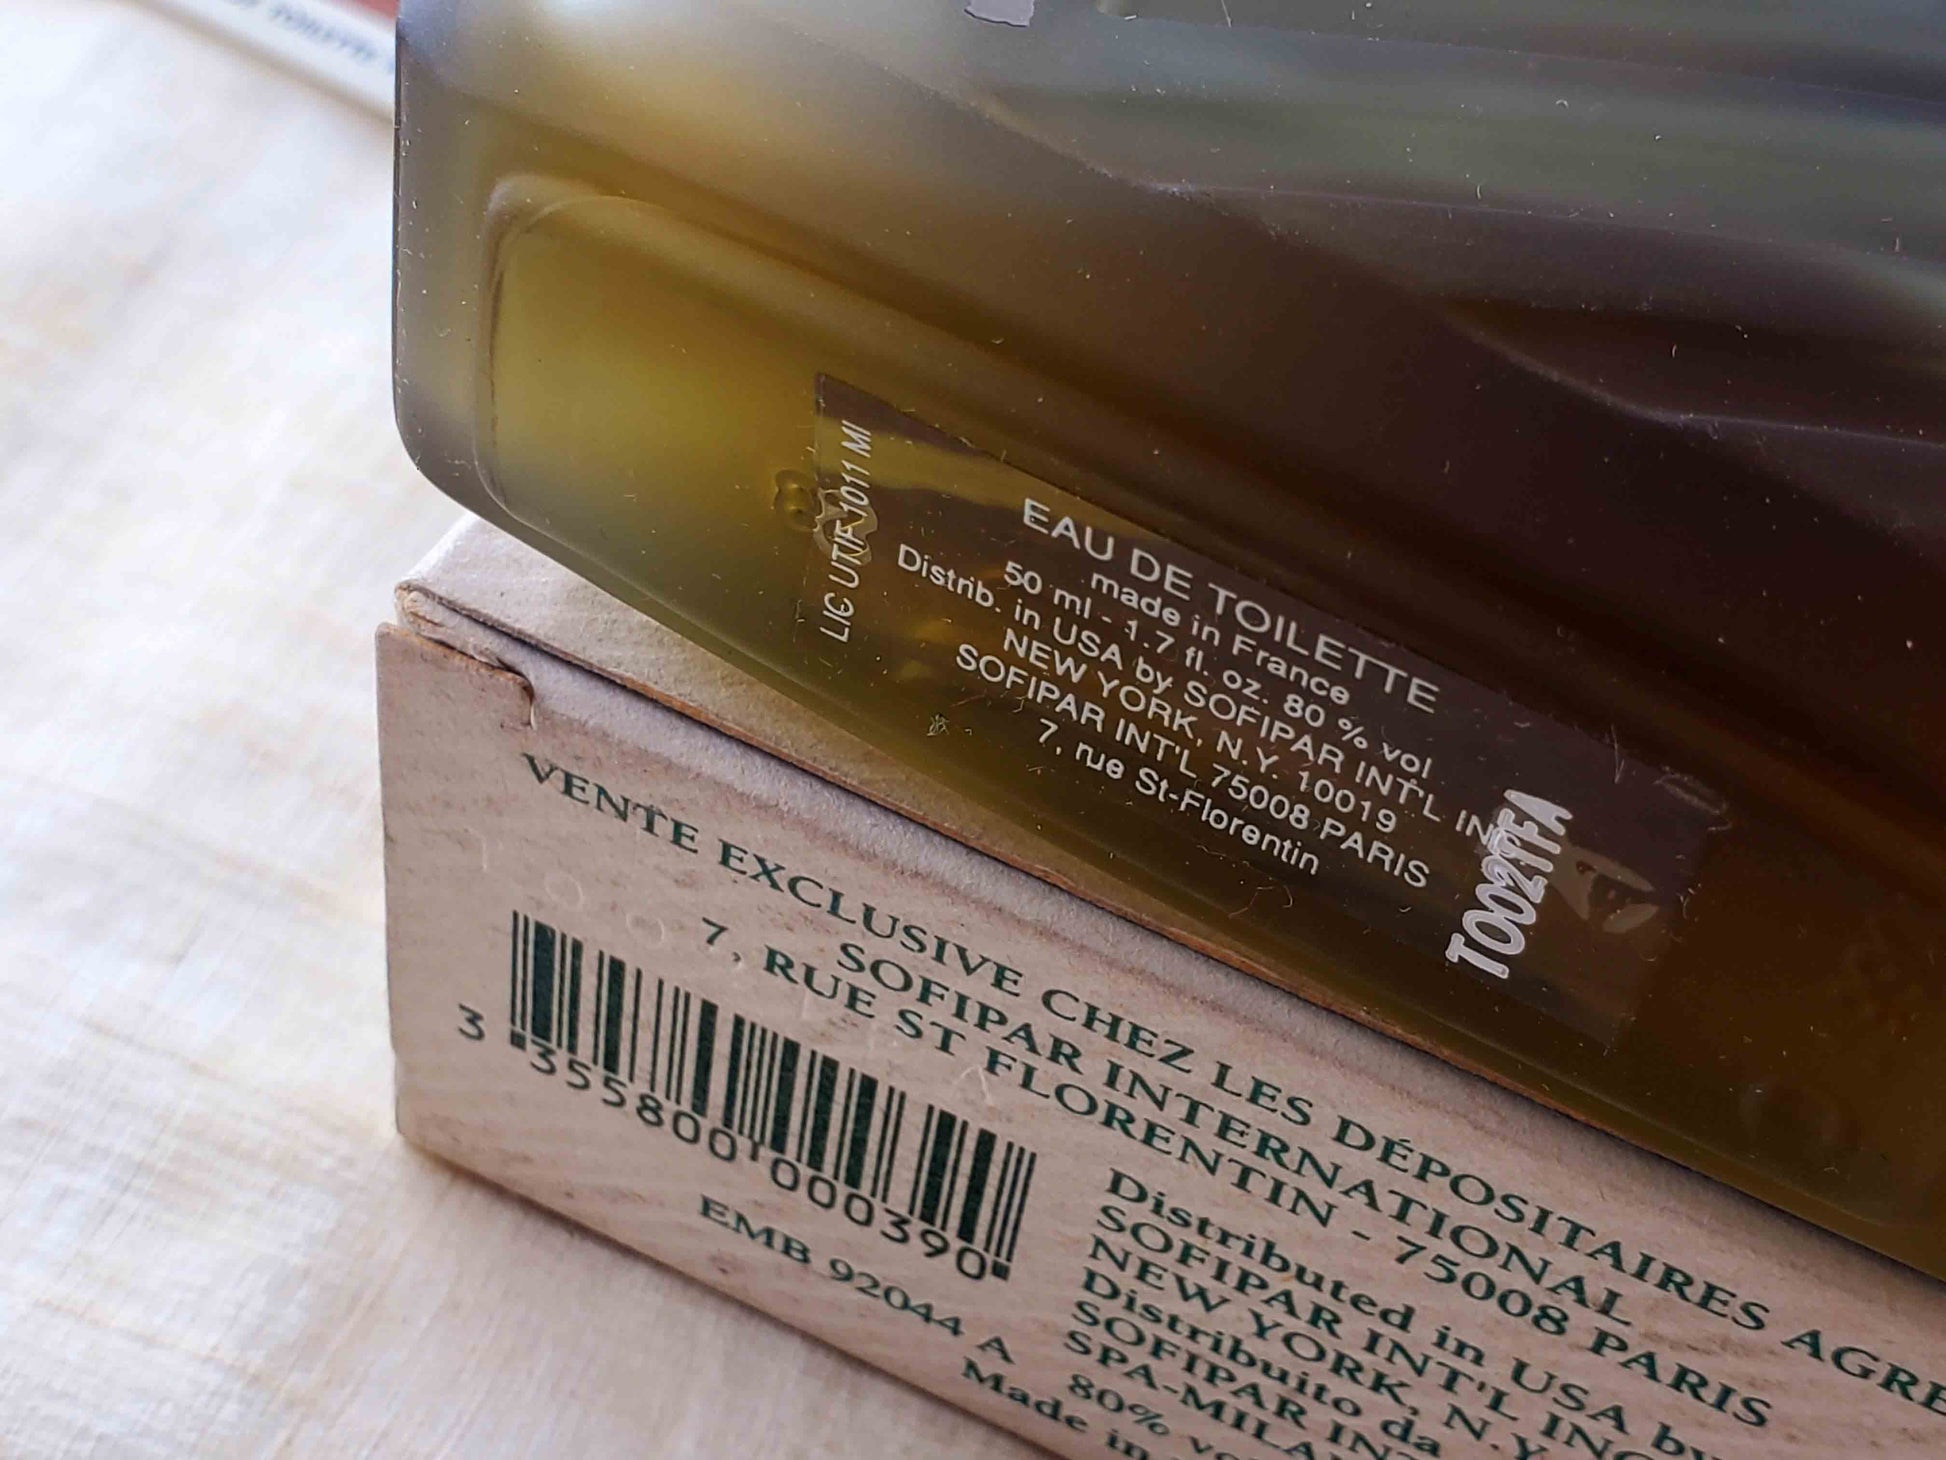 LIC UTIF 1011 MI
EAU DE TOILETTE
made in France
50 ml - 1.7 fl. oz. 80 % vol
Distrib. in USA by SOFIPAR INT'L IN
NEW YORK, N.Y. 10019
SOFIPAR INT'L 75008 PARIS
7, rue St-Florentin
T002TFA
VENTE EXCLUSIVE CHEZ LES DÉPOSITAIRES AGRE
SOFIPAR INTERNATIONAL
7, RUE ST FLORENTIN - 75008 PARIS
3 355800 000390
EMB 92044 A
Distributed in USA by
SOFIPAR INT'L INC
NEW YORK, N.Y
Distribuito da
SOFIPAR INT
SPA-MILA
80% vo
Made in